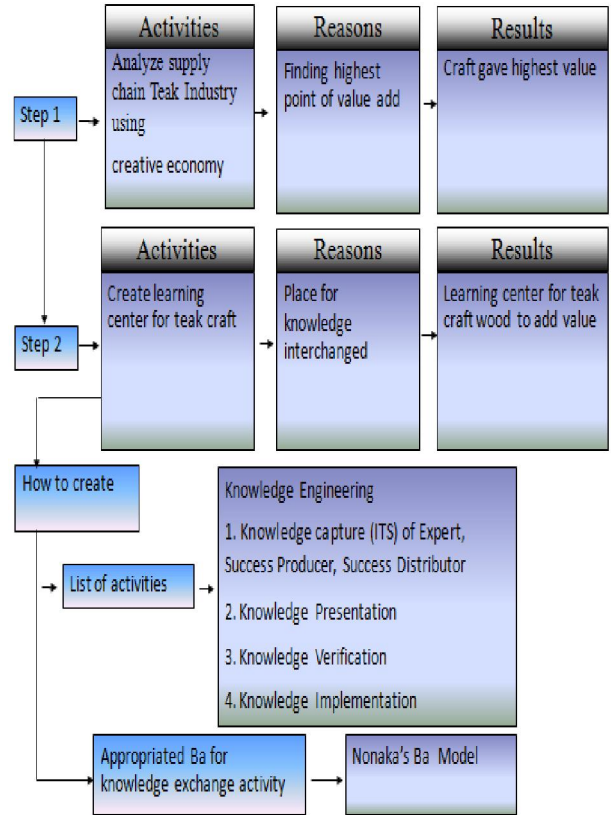 Activities
Reasons
Results
Step 1
Analyze supply
chain Teak Industry
using
creative economy
Finding highest
point of value add
Craft gave highest value
Activities
Reasons
Results
Step 2
Create learning
center for teak craft
Place for
knowledge
interchanged
Learning center for teak
craft wood to add value
How to create
List of activities
Knowledge Engineering
1. Knowledge capture (ITS) of Expert,
Success Producer, Success Distributor
2. Knowledge Presentation
3. Knowledge Verification
4. Knowledge Implementation
Appropriated Ba for
knowledge exchange activity
Nonaka's Ba Model